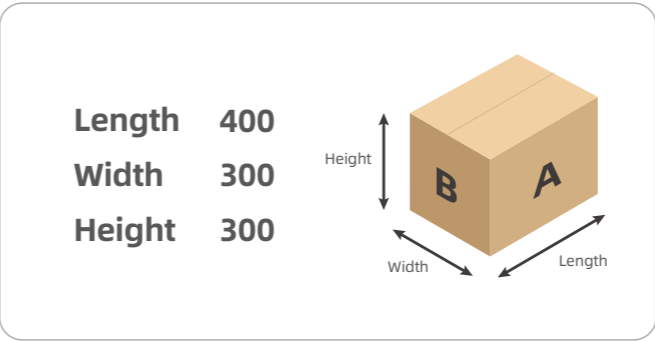 Length 400
Width 300
Height 300
Height
B
A
Width
Length